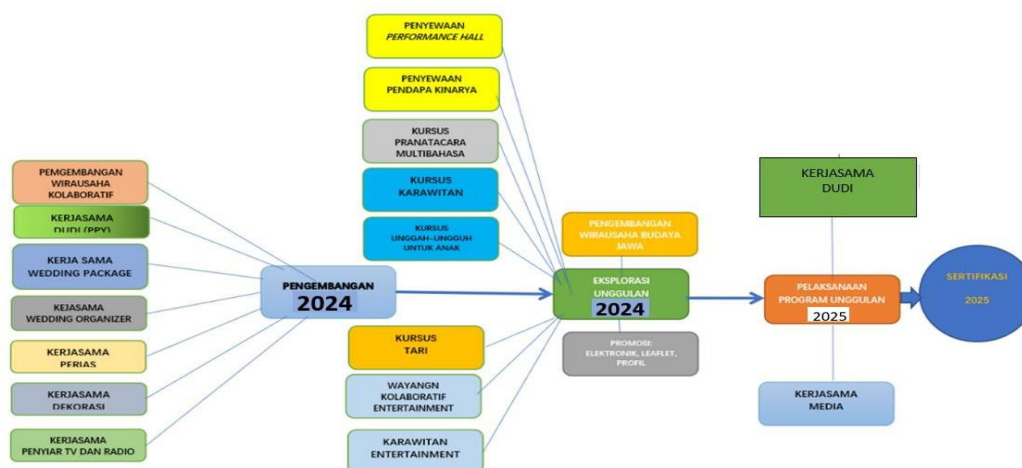 PENYEWAAN
PERFORMANCE HALL
PENYEWAAN
PENDAPA KINARYA
KURSUS
PRANATACARA
MULTIBAHASA
KURSUS
KARAWITAN
KURSUS
UNGGAH-UNGGUH
UNTUK ANAK
PEMGEMBANGAN
WIRAUSAHA
KOLABORATIF
KERJASAMA
DUDI (PPY)
KERJA SAMA
WEDDING PACKAGE
KEJASAMA
WEDDING ORGANIZER
KERJASAMA
PERIAS
KERJASAMA
DEKORASI
KERJASAMA
PENYIAR TV DAN RADIO
PENGEMBANGAN
2024
KURSUS
TARI
WAYANGN
KOLABORATIF
ENTERTAINMENT
KARAWITAN
ENTERTAINMENT
PENGEMBANGAN
WIRAUSAHA BUDAYA
JAWA
EKSPLORASI
UNGGULAN
2024
PROMOSI:
ELEKTRONIK, LEAFLET,
PROFIL
KERJASAMA
DUDI
PELAKSANAAN
PROGRAM UNGGULAN
2025
KERJASAMA
MEDIA
SERTIFIKASI
2025